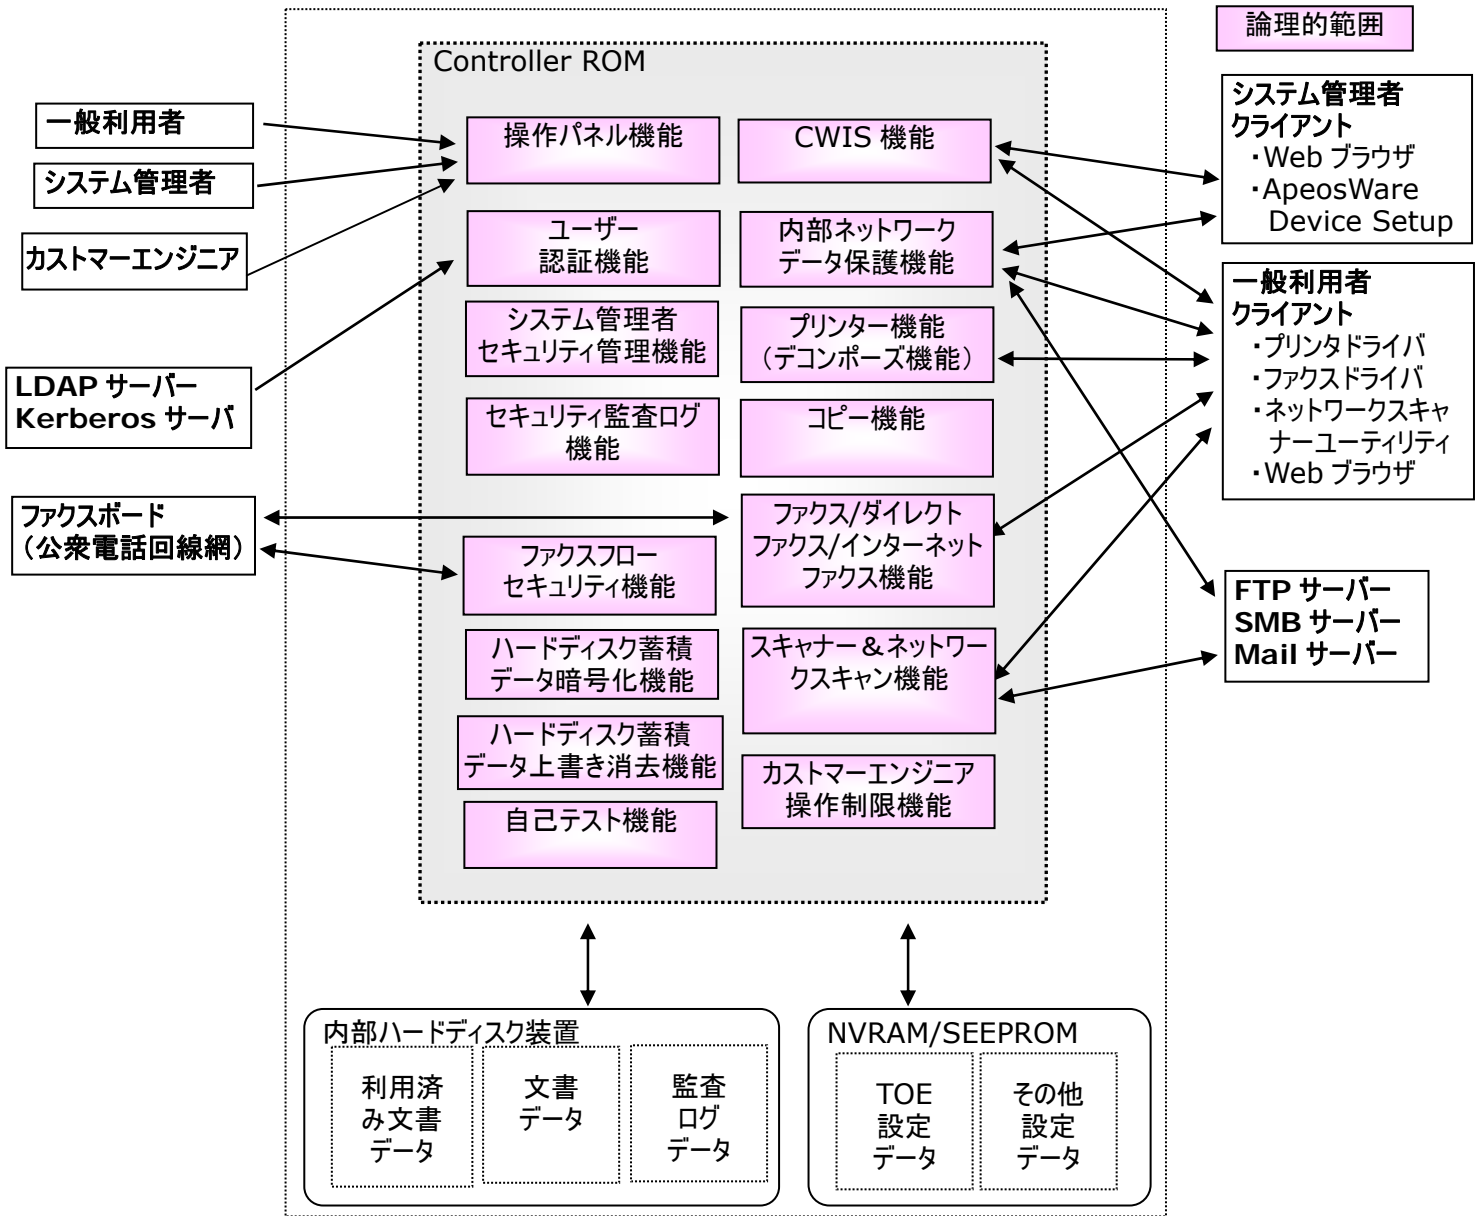 論理的範囲
Controller ROM
一般利用者
システム管理者
カストマーエンジニア
LDAP サーバー
Kerberos サーバ
ファクスボード
（公衆電話回線網）
操作パネル機能
ユーザー
認証機能
システム管理者
セキュリティ管理機能
セキュリティ監査ログ
機能
ファクスフロー
セキュリティ機能
ハードディスク蓄積
データ暗号化機能
ハードディスク蓄積
データ上書き消去機能
自己テスト機能
CWIS 機能
内部ネットワーク
データ保護機能
プリンター機能
（デコンポーズ機能）
コピー機能
ファクス/ダイレクト
ファクス/インターネット
ファクス機能
スキャナー＆ネットワー
クスキャン機能
カストマーエンジニア
操作制限機能
システム管理者
クライアント
・Web ブラウザ
・ApeosWare
Device Setup
一般利用者
クライアント
・プリンタドライバ
・ファクスドライバ
・ネットワークスキャ
ナーユーティリティ
・Web ブラウザ
FTP サーバー
SMB サーバー
Mail サーバー
内部ハードディスク装置
利用済
み文書
データ
文書
データ
監査
ログ
データ
NVRAM/SEEPROM
TOE
設定
データ
その他
設定
データ